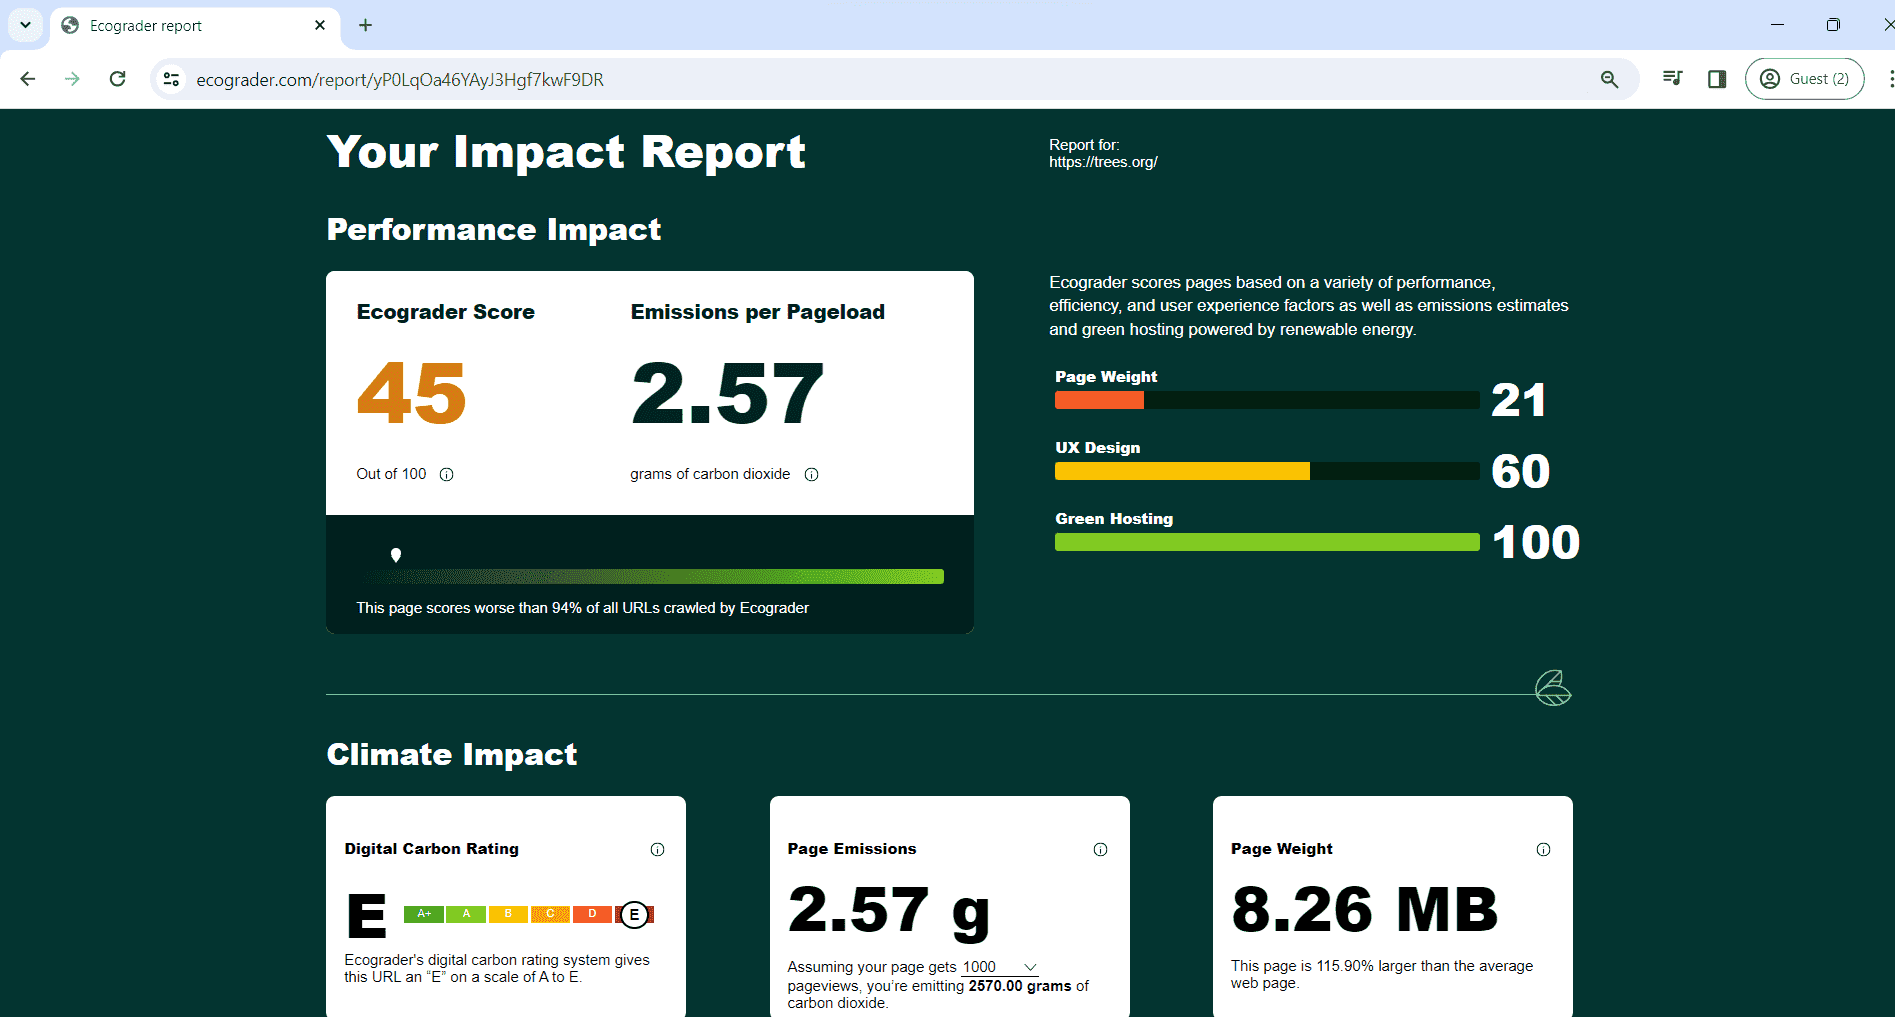 Ecograder report
ecograder.com/report/yP0LqOa46YAyJ3Hgf7kwF9DR
Guest (2)
Your Impact Report
Report for:
https://trees.org/
Performance Impact
Ecograder Score
45
Out of 100
Emissions per Pageload
2.57
grams of carbon dioxide
This page scores worse than 94% of all URLs crawled by Ecograder
Ecograder scores pages based on a variety of performance,
efficiency, and user experience factors as well as emissions estimates
and green hosting powered by renewable energy.
Page Weight
21
UX Design
60
Green Hosting
100
Climate Impact
Digital Carbon Rating
E
A+ A B C D E
Ecograder's digital carbon rating system gives
this URL an “E” on a scale of A to E.
Page Emissions
2.57 g
Assuming your page gets 1000
pageviews, you’re emitting 2570.00 grams of
carbon dioxide.
Page Weight
8.26 MB
This page is 115.90% larger than the average
web page.